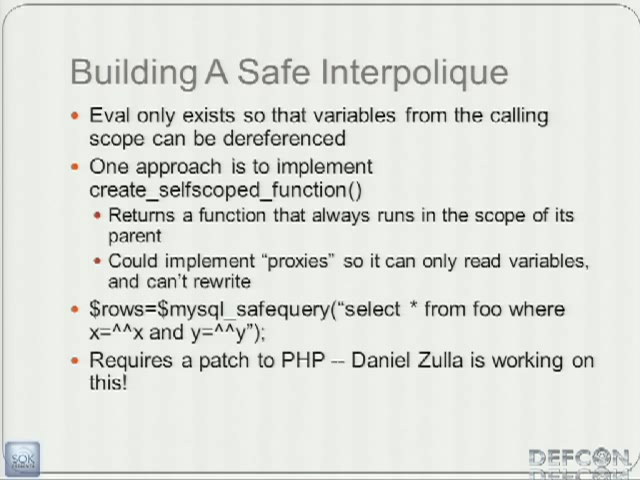 Building A Safe Interpolique
Eval only exists so that variables from the calling
scope can be dereferenced
One approach is to implement
create_selfscoped_function()
Returns a function that always runs in the scope of its
parent
Could implement “proxies” so it can only read variables,
and can’t rewrite
$rows=$mysql_safequery(“select * from foo where
x=^^x and y=^^y”);
Requires a patch to PHP -- Daniel Zulla is working on
this!
SOK
DEFCON